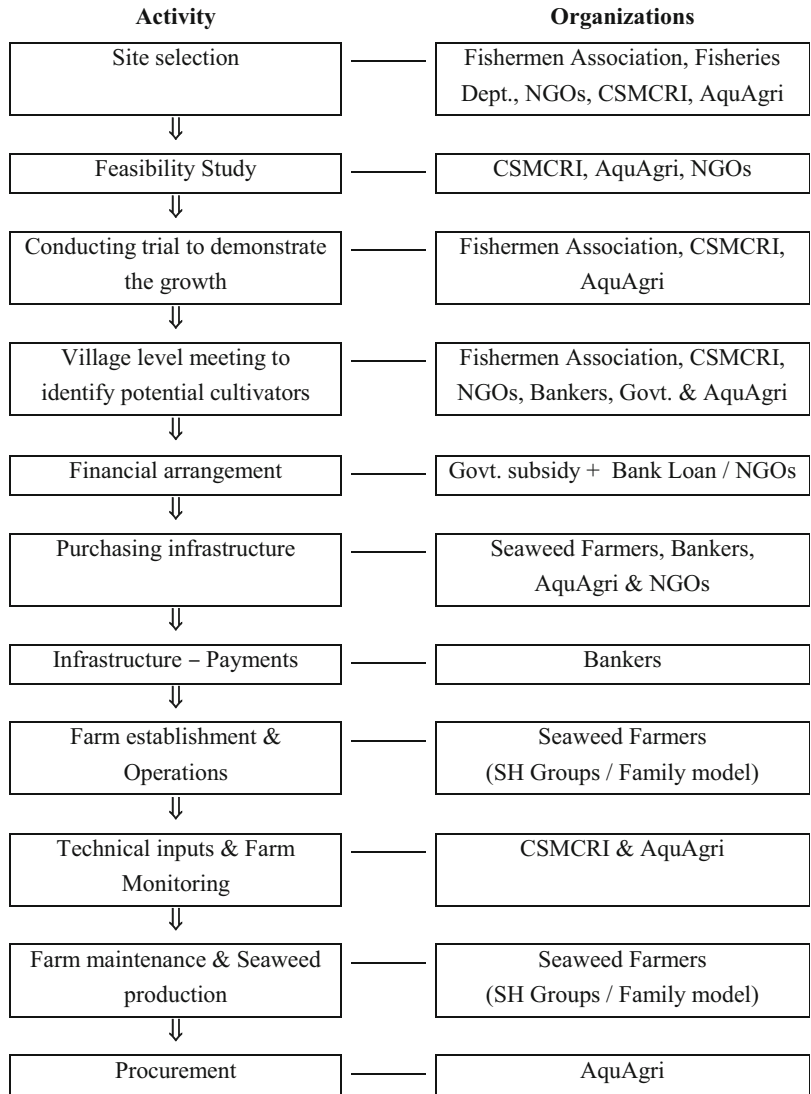 Activity
Organizations
Site selection
Fishermen Association, Fisheries
Dept., NGOs, CSMCRI, AquAgri
⇓
Feasibility Study
CSMCRI, AquAgri, NGOs
⇓
Conducting trial to demonstrate
the growth
Fishermen Association, CSMCRI,
AquAgri
⇓
Village level meeting to
identify potential cultivators
Fishermen Association, CSMCRI,
NGOs, Bankers, Govt. & AquAgri
⇓
Financial arrangement
Govt. subsidy + Bank Loan / NGOs
⇓
Purchasing infrastructure
Seaweed Farmers, Bankers,
AquAgri & NGOs
⇓
Infrastructure – Payments
Bankers
⇓
Farm establishment &
Operations
Seaweed Farmers
(SH Groups / Family model)
⇓
Technical inputs & Farm
Monitoring
CSMCRI & AquAgri
⇓
Farm maintenance & Seaweed
production
Seaweed Farmers
(SH Groups / Family model)
⇓
Procurement
AquAgri